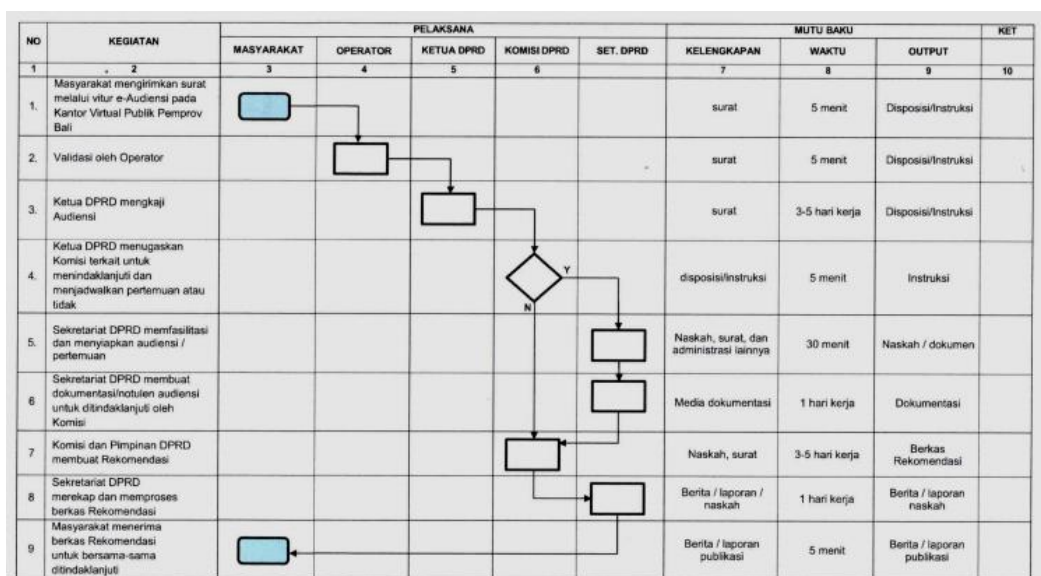 NO
KEGIATAN
PELAKSANA
MUTU BAKU
KET
MASYARAKAT
OPERATOR
KETUA DPRD
KOMISI DPRD
SET. DPRD
KELENGKAPAN
WAKTU
OUTPUT
1
2
3
4
5
6
7
8
9
10
1.
Masyarakat mengirimkan surat
melalui vitur e-Audiensi pada
Kantor Virtual Publik Pemprov
Bali
surat
5 menit
Disposisi/Instruksi
2.
Validasi oleh Operator
surat
5 menit
Disposisi/Instruksi
3.
Ketua DPRD mengkaji
Audiensi
surat
3-5 hari kerja
Disposisi/Instruksi
4.
Ketua DPRD menugaskan
Komisi terkait untuk
menindaklanjuti dan
menjadwalkan pertemuan atau
tidak
Y
N
disposisi/instruksi
5 menit
Instruksi
5.
Sekretariat DPRD memfasilitasi
dan menyiapkan audiensi /
pertemuan
Naskah, surat, dan
administrasi lainnya
30 menit
Naskah / dokumen
6
Sekretariat DPRD membuat
dokumentasi/notulen audiensi
untuk ditindaklanjuti oleh
Komisi
Media dokumentasi
1 hari kerja
Dokumentasi
7
Komisi dan Pimpinan DPRD
membuat Rekomendasi
Naskah, surat
3-5 hari kerja
Berkas
Rekomendasi
8
Sekretariat DPRD
merekap dan memproses
berkas Rekomendasi
Berita / laporan /
naskah
1 hari kerja
Berita / laporan
naskah
9
Masyarakat menerima
berkas Rekomendasi
untuk bersama-sama
ditindaklanjuti
Berita / laporan
publikasi
5 menit
Berita / laporan
publikasi